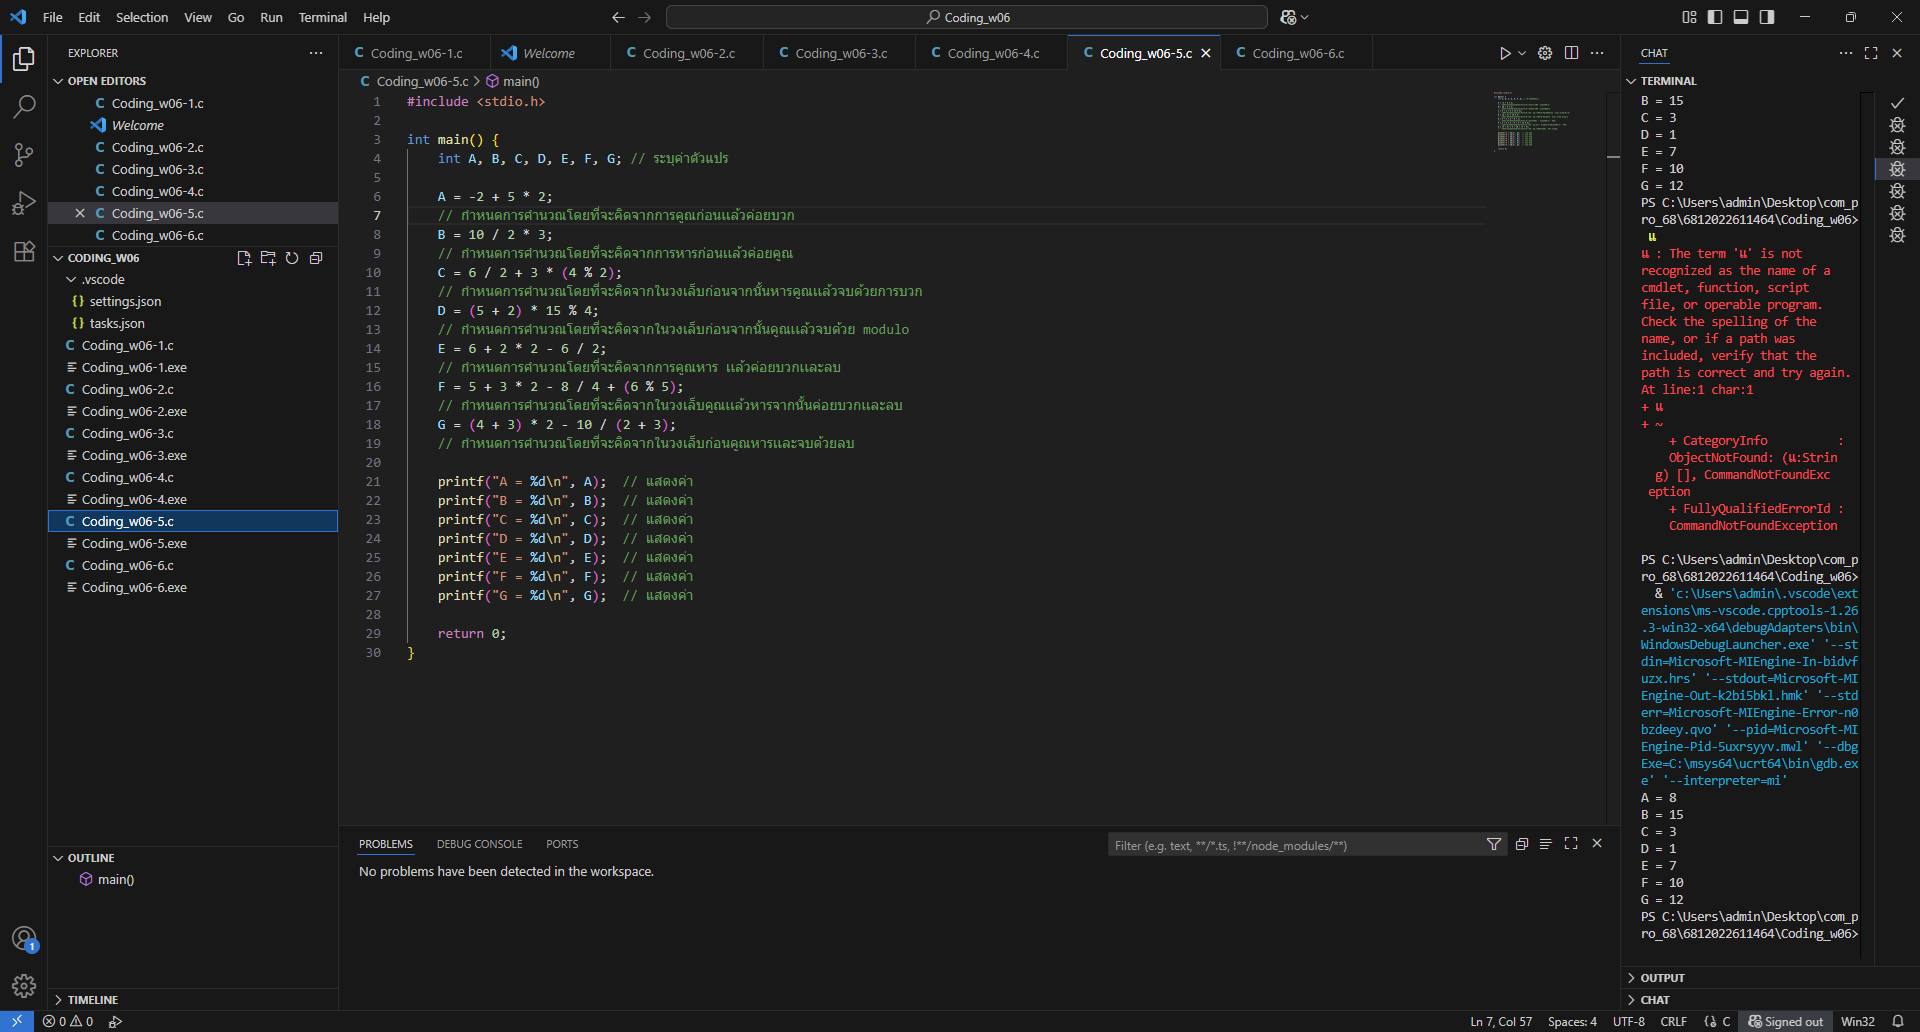 File Edit Selection View Go Run Terminal Help
Coding_w06
EXPLORER
OPEN EDITORS
Coding_w06-1.c
Welcome
Coding_w06-2.c
Coding_w06-3.c
Coding_w06-4.c
Coding_w06-5.c
Coding_w06-6.c
CODING_W06
.vscode
settings.json
tasks.json
Coding_w06-1.c
Coding_w06-1.exe
Coding_w06-2.c
Coding_w06-2.exe
Coding_w06-3.c
Coding_w06-3.exe
Coding_w06-4.c
Coding_w06-4.exe
Coding_w06-5.c
Coding_w06-5.exe
Coding_w06-6.c
Coding_w06-6.exe
OUTLINE
main()
TIMELINE
Coding_w06-1.c Welcome Coding_w06-2.c Coding_w06-3.c Coding_w06-4.c Coding_w06-5.c Coding_w06-6.c
C Coding_w06-5.c > main()
1 #include <stdio.h>
2
3 int main() {
4 int A, B, C, D, E, F, G; // ระบุค่าตัวแปร
5
6 A = -2 + 5 * 2;
7 // กำหนดการคำนวณโดยที่จะคิดจากการคูณก่อนแล้วค่อยบวก
8 B = 10 / 2 * 3;
9 // กำหนดการคำนวณโดยที่จะคิดจากการหารก่อนแล้วค่อยคูณ
10 C = 6 / 2 + 3 * (4 % 2);
11 // กำหนดการคำนวณโดยที่จะคิดจากในวงเล็บก่อนจากนั้นหารคูณแล้วจบด้วยการบวก
12 D = (5 + 2) * 15 % 4;
13 // กำหนดการคำนวณโดยที่จะคิดจากในวงเล็บก่อนจากนั้นคูณแล้วจบด้วย modulo
14 E = 6 + 2 * 2 - 6 / 2;
15 // กำหนดการคำนวณโดยที่จะคิดจากการคูณหาร แล้วค่อยบวกและลบ
16 F = 5 + 3 * 2 - 8 / 4 + (6 % 5);
17 // กำหนดการคำนวณโดยที่จะคิดจากในวงเล็บคูณแล้วหารจากนั้นค่อยบวกและลบ
18 G = (4 + 3) * 2 - 10 / (2 + 3);
19 // กำหนดการคำนวณโดยที่จะคิดจากในวงเล็บก่อนคูณหารและจบด้วยลบ
20
21 printf("A = %d\n", A); // แสดงค่า
22 printf("B = %d\n", B); // แสดงค่า
23 printf("C = %d\n", C); // แสดงค่า
24 printf("D = %d\n", D); // แสดงค่า
25 printf("E = %d\n", E); // แสดงค่า
26 printf("F = %d\n", F); // แสดงค่า
27 printf("G = %d\n", G); // แสดงค่า
28
29 return 0;
30 }
PROBLEMS DEBUG CONSOLE PORTS
Filter (e.g. text, **/*.ts, !**/node_modules/**)
No problems have been detected in the workspace.
CHAT
TERMINAL
B = 15
C = 3
D = 1
E = 7
F = 10
G = 12
PS C:\Users\admin\Desktop\com_p
ro_68\6812022611464\Coding_w06>
น
น : The term 'น' is not
recognized as the name of a
cmdlet, function, script
file, or operable program.
Check the spelling of the
name, or if a path was
included, verify that the
path is correct and try again.
At line:1 char:1
+ น
+ ~
+ CategoryInfo :
ObjectNotFound: (น:Strin
g) [], CommandNotFoundExc
eption
+ FullyQualifiedErrorId :
CommandNotFoundException
PS C:\Users\admin\Desktop\com_p
ro_68\6812022611464\Coding_w06>
& 'c:\Users\admin\.vscode\ext
ensions\ms-vscode.cpptools-1.26
.3-win32-x64\debugAdapters\bin\
WindowsDebugLauncher.exe' '--st
din=Microsoft-MIEngine-In-bidvf
uzx.hrs' '--stdout=Microsoft-MI
Engine-Out-k2bi5bkl.hmk' '--std
err=Microsoft-MIEngine-Error-n0
bzdeey.qvo' '--pid=Microsoft-MI
Engine-Pid-5uxrsyyv.mwl' '--dbg
Exe=C:\msys64\ucrt64\bin\gdb.ex
e' '--interpreter=mi'
A = 8
B = 15
C = 3
D = 1
E = 7
F = 10
G = 12
PS C:\Users\admin\Desktop\com_p
ro_68\6812022611464\Coding_w06>
OUTPUT
CHAT
1
0 0
Ln 7, Col 57 Spaces: 4 UTF-8 CRLF {} C Signed out Win32